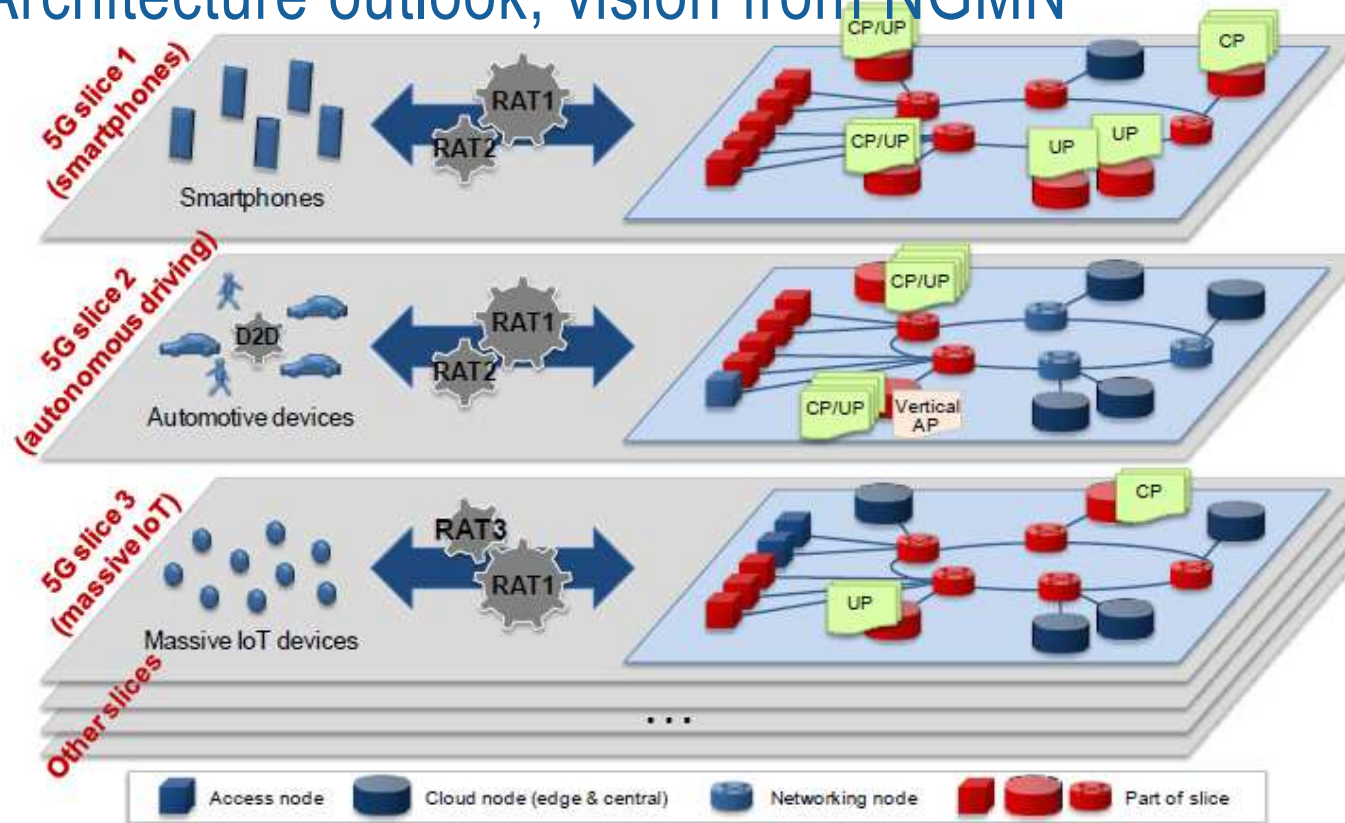 Architecture outlook, vision from NGMN
5G slice 1
(smartphones)
Smartphones
RAT1
RAT2
CP/UP
CP
CP/UP
UP
UP
5G slice 2
(autonomous driving)
D2D
Automotive devices
RAT1
RAT2
CP/UP
CP/UP
Vertical
AP
5G slice 3
(massive IoT)
Massive IoT devices
RAT3
RAT1
CP
UP
Other slices
...
Access node
Cloud node (edge & central)
Networking node
Part of slice